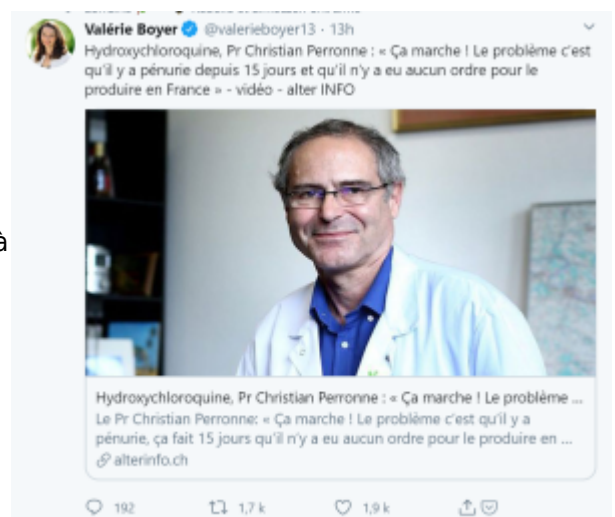 Valérie Boyer @valerieboyer13 · 13h
Hydroxychloroquine, Pr Christian Perronne : « Ça marche ! Le problème c'est
qu'il y a pénurie depuis 15 jours et qu'il n'y a eu aucun ordre pour le
produire en France » - vidéo - alter INFO
à
Hydroxychloroquine, Pr Christian Perronne : « Ça marche ! Le problème ...
Le Pr Christian Perronne: « Ça marche ! Le problème c'est qu'il y a
pénurie, ça fait 15 jours qu'il n'y a eu aucun ordre pour le produire en ...
alterinfo.ch
192 1,7 k 1,9 k